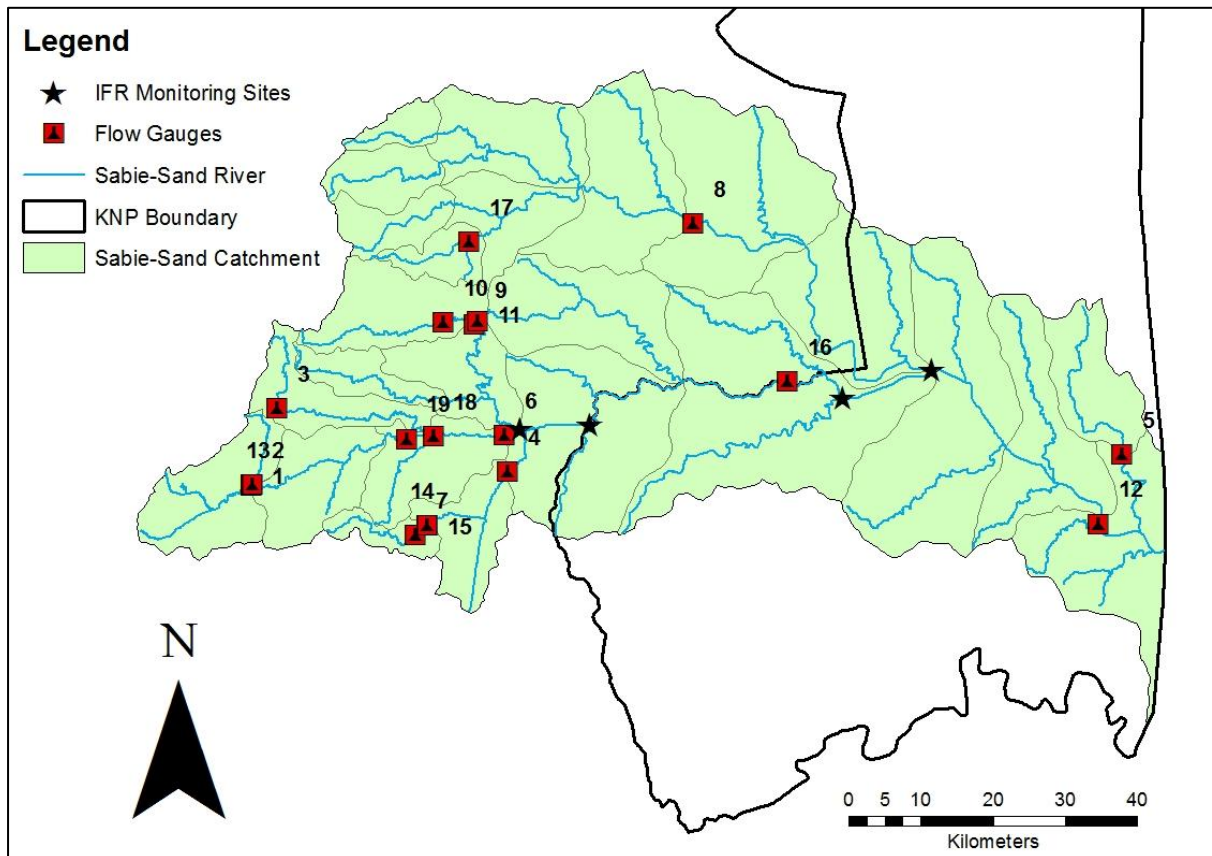 Legend
IFR Monitoring Sites
Flow Gauges
Sabie-Sand River
KNP Boundary
Sabie-Sand Catchment
8
17
10 9
11
16
3
19 18
6
4
5
13 2
1
12
14
7
15
N
0 5 10 20 30 40
Kilometers